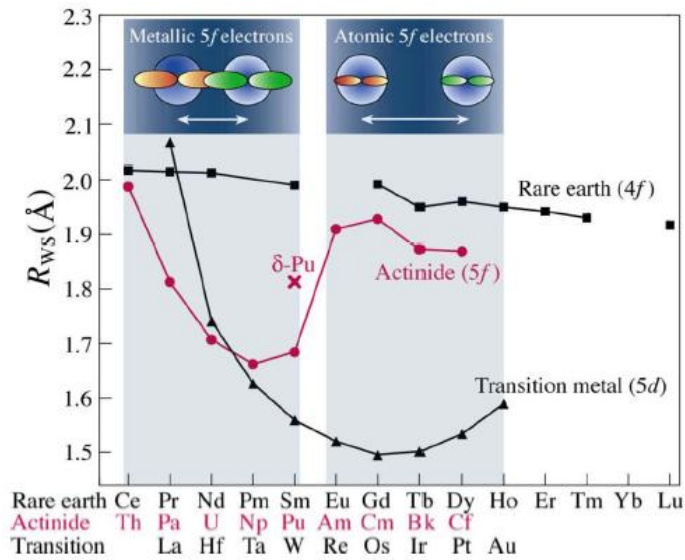 Metallic 5f electrons
Atomic 5f electrons
2.3
2.2
2.1
2.0
1.9
1.8
1.7
1.6
1.5
R_WS(Å)
Rare earth (4f)
δ-Pu
Actinide (5f)
Transition metal (5d)
Rare earth Ce Pr Nd Pm Sm Eu Gd Tb Dy Ho Er Tm Yb Lu
Actinide Th Pa U Np Pu Am Cm Bk Cf
Transition La Hf Ta W Re Os Ir Pt Au